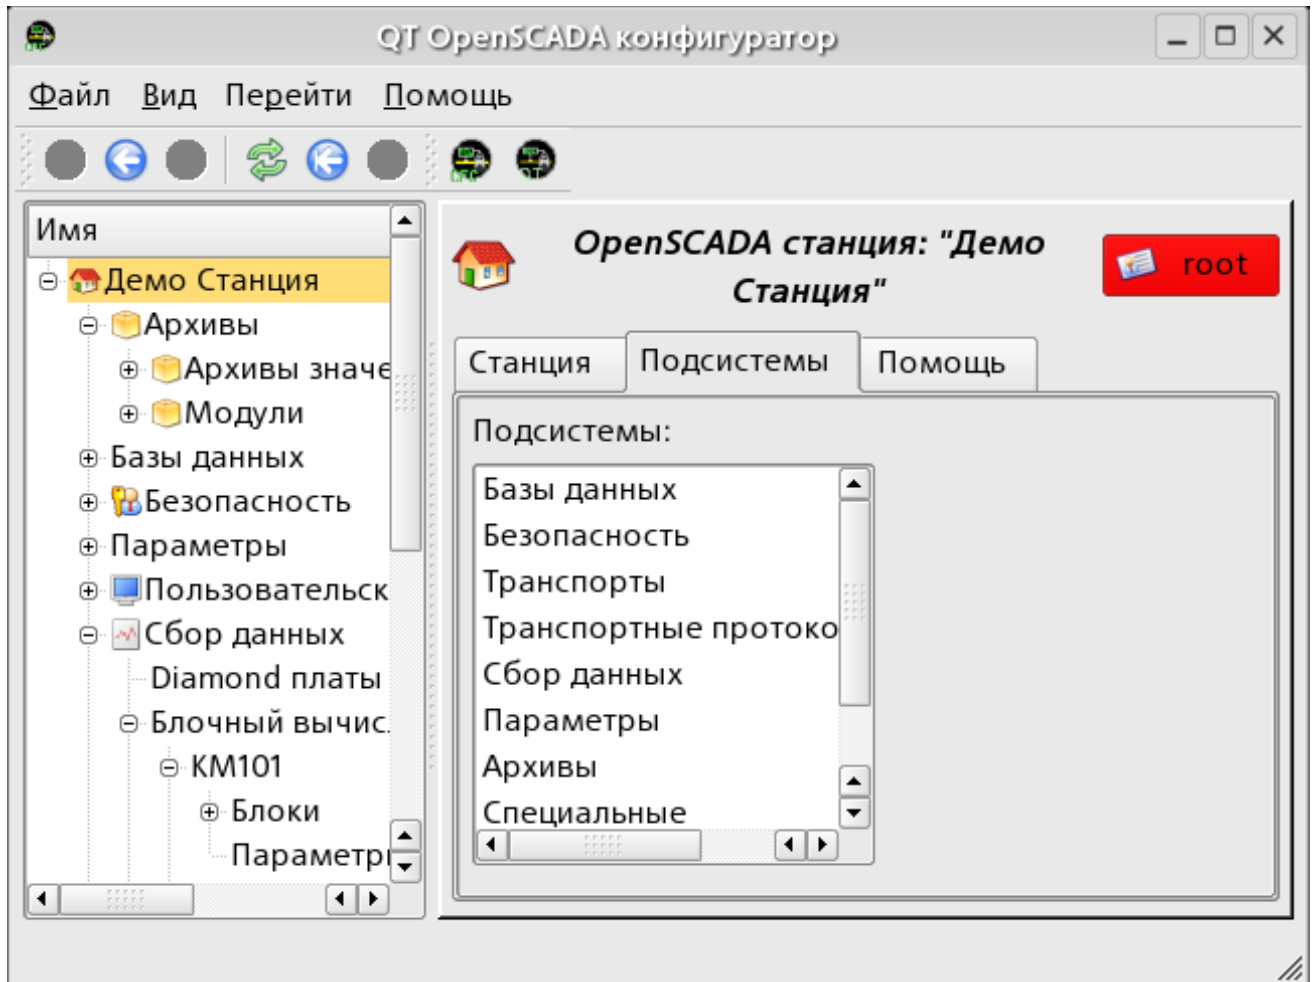 QT OpenSCADA конфигуратор
Файл Вид Перейти Помощь
Имя
Демо Станция
Архивы
Архивы значе
Модули
Базы данных
Безопасность
Параметры
Пользовательск
Сбор данных
Diamond платы
Блочный вычис
КМ101
Блоки
Параметры
OpenSCADA станция: "Демо
Станция"
root
Станция Подсистемы Помощь
Подсистемы:
Базы данных
Безопасность
Транспорты
Транспортные протоко
Сбор данных
Параметры
Архивы
Специальные